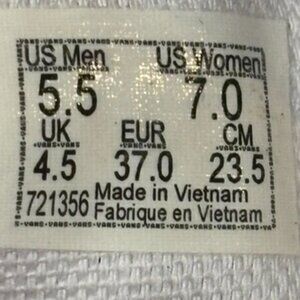 US Men US Women
5.5 7.0
UK EUR CM
4.5 37.0 23.5
721356 Made in Vietnam
Fabrique en Vietnam